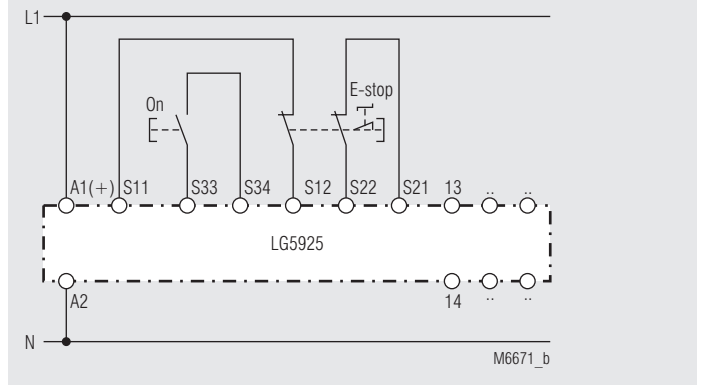 L1
E-stop
On
A1(+) S11 S33 S34 S12 S22 S21 13 .. ..
LG5925
A2 14 .. ..
N
M6671_b